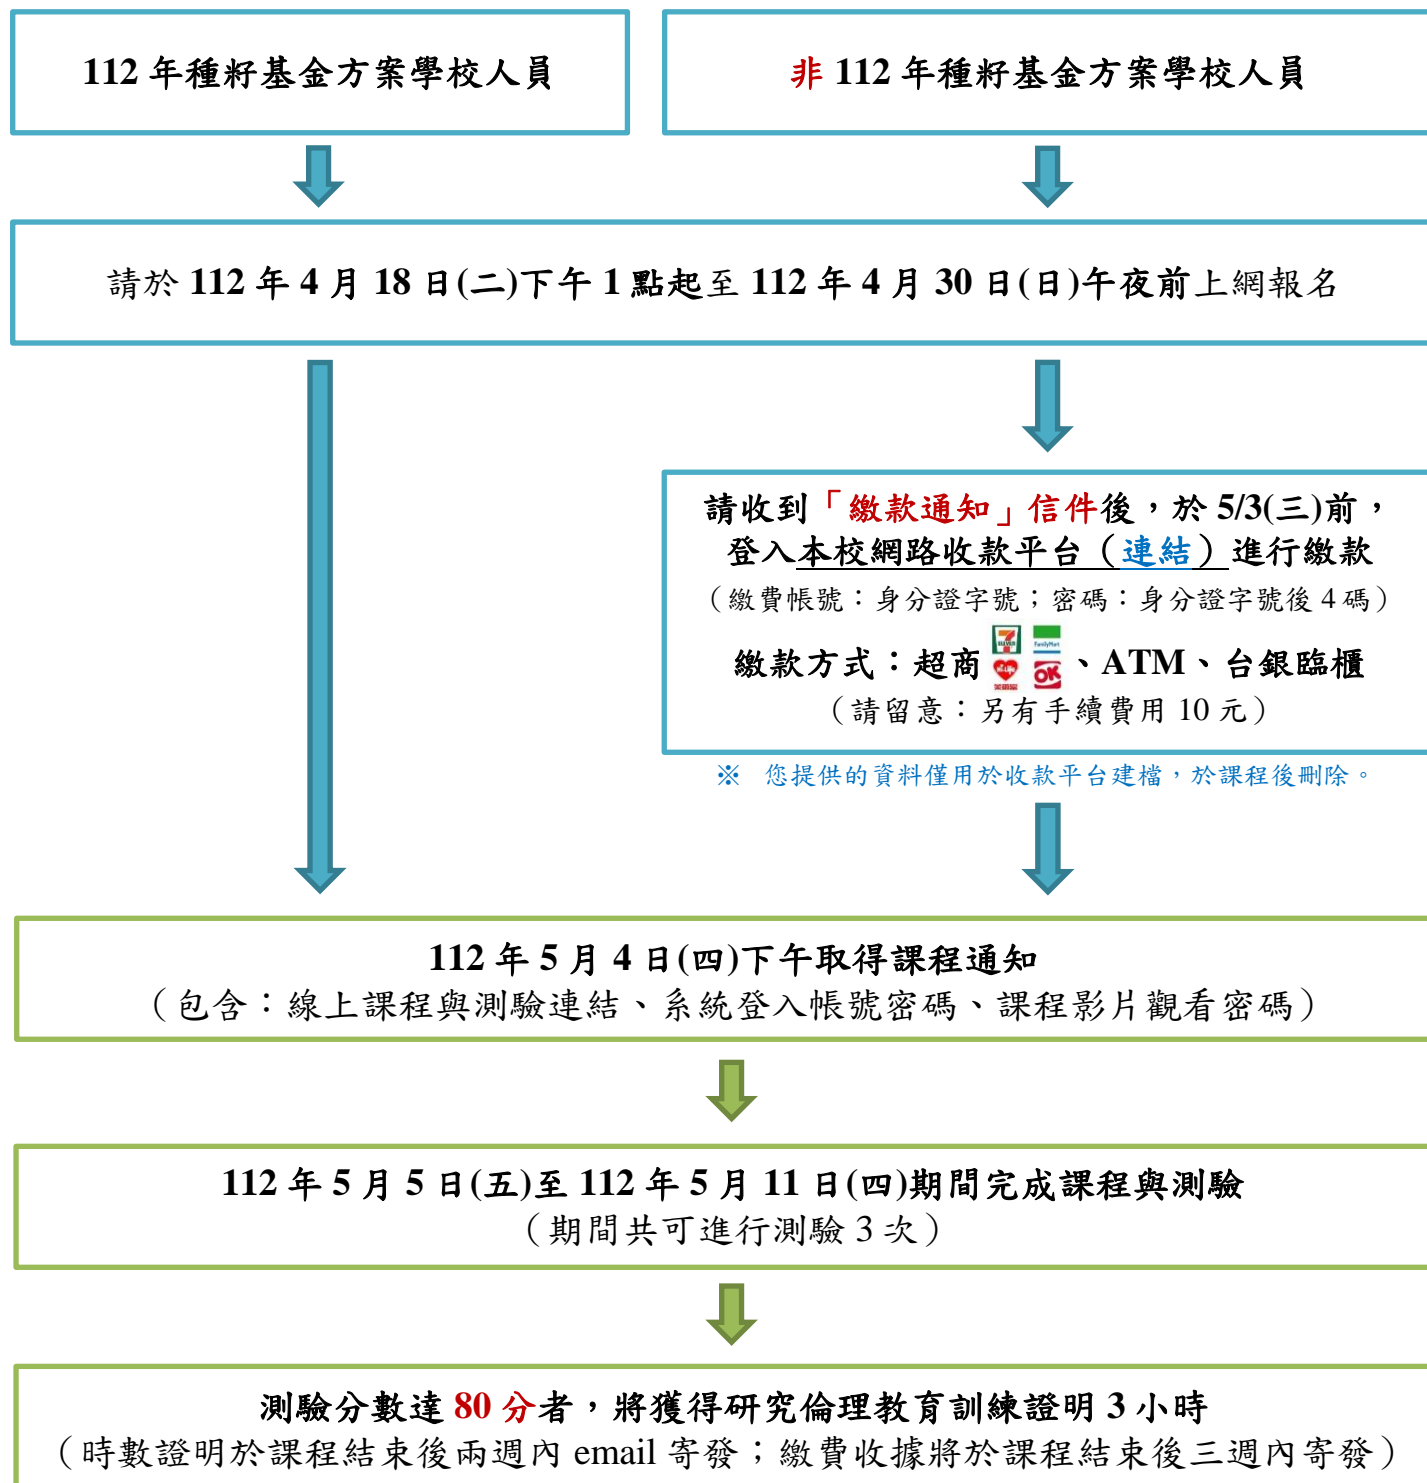 112 年種籽基金方案學校人員
非 112 年種籽基金方案學校人員
請於 112 年 4 月 18 日(二)下午 1 點起至 112 年 4 月 30 日(日)午夜前上網報名
請收到「繳款通知」信件後，於 5/3(三)前，
登入本校網路收款平台（連結）進行繳款
（繳費帳號：身分證字號；密碼：身分證字號後 4 碼）
繳款方式：超商、ATM、台銀臨櫃
7
ELEVEN
FamilyMart
Hi-Life
萊爾富
OK
（請留意：另有手續費用 10 元）
※ 您提供的資料僅用於收款平台建檔，於課程後刪除。
112 年 5 月 4 日(四)下午取得課程通知
（包含：線上課程與測驗連結、系統登入帳號密碼、課程影片觀看密碼）
112 年 5 月 5 日(五)至 112 年 5 月 11 日(四)期間完成課程與測驗
（期間共可進行測驗 3 次）
測驗分數達 80 分者，將獲得研究倫理教育訓練證明 3 小時
（時數證明於課程結束後兩週內 email 寄發；繳費收據將於課程結束後三週內寄發）